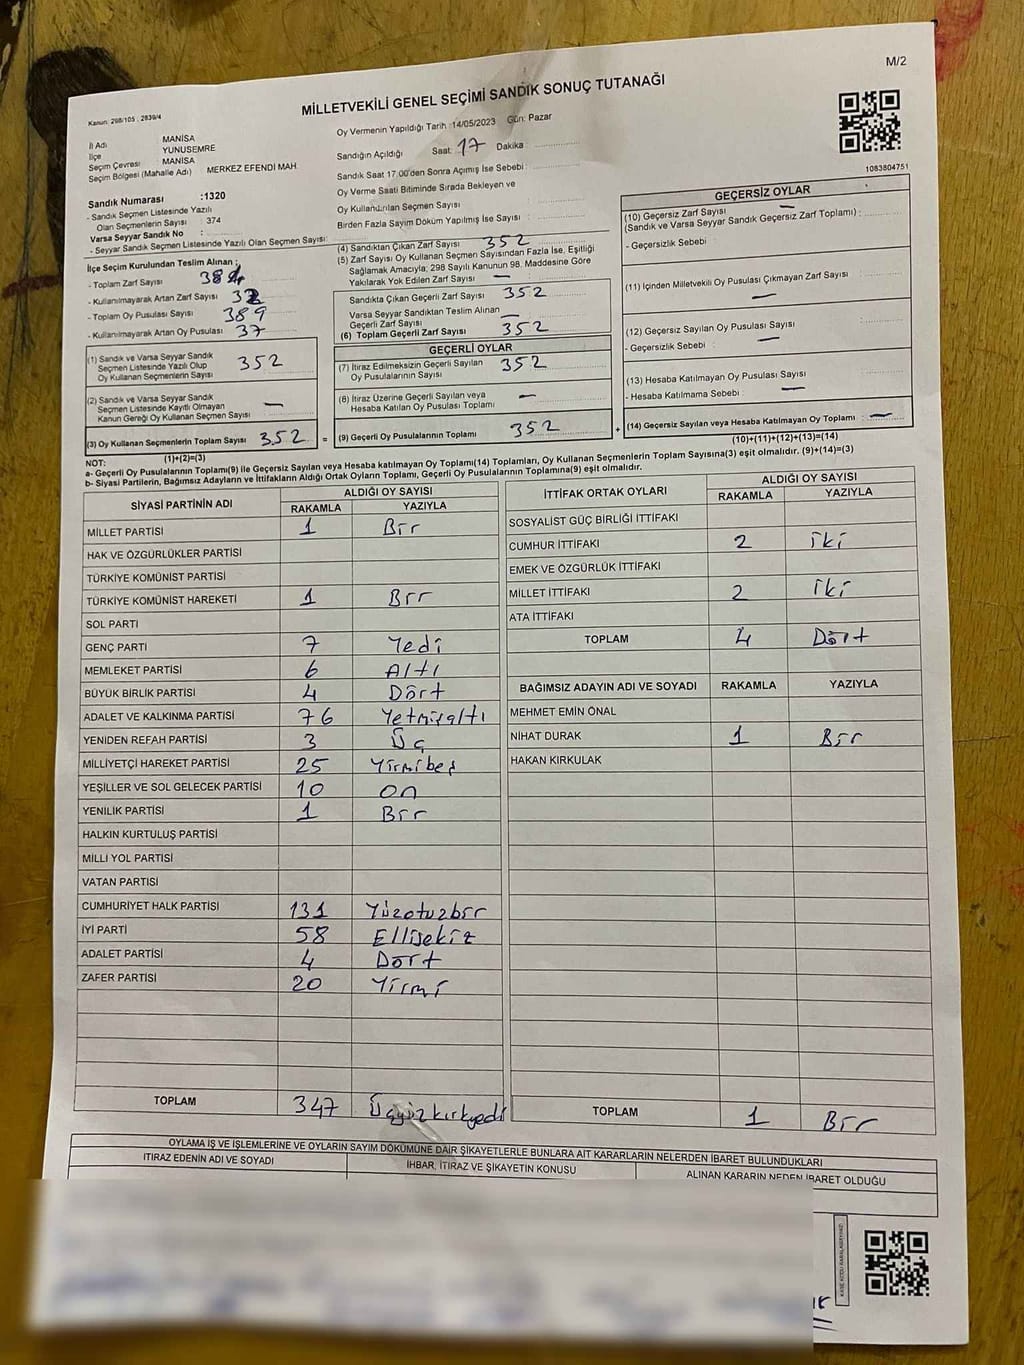 M/2
MİLLETVEKİLİ GENEL SEÇİMİ SANDIK SONUÇ TUTANAĞI
Kanun: 298/105 , 2839/4
İl Adı MANİSA
İlçe YUNUSEMRE
Seçim Çevresi MANİSA
Seçim Bölgesi (Mahalle Adı) MERKEZ EFENDİ MAH.
Sandık Numarası :1320
- Sandık Seçmen Listesinde Yazılı
Olan Seçmenlerin Sayısı : 374
Varsa Seyyar Sandık No :
- Seyyar Sandık Seçmen Listesinde Yazılı Olan Seçmen Sayısı:
Oy Vermenin Yapıldığı Tarih :14/05/2023 Gün: Pazar
Sandığın Açıldığı Saat: 17 Dakika :
Sandık Saat 17.00'den Sonra Açılmış İse Sebebi :
Oy Verme Saati Bitiminde Sırada Bekleyen ve
Oy Kullandırılan Seçmen Sayısı :
Birden Fazla Sayım Döküm Yapılmış İse Sayısı :
1083804751
İlçe Seçim Kurulundan Teslim Alınan :
- Toplam Zarf Sayısı : 384
- Kullanılmayarak Artan Zarf Sayısı : 32
- Toplam Oy Pusulası Sayısı : 389
- Kullanılmayarak Artan Oy Pusulası : 37
(1) Sandık ve Varsa Seyyar Sandık
Seçmen Listesinde Yazılı Olup
Oy Kullanan Seçmenlerin Sayısı 352
(2) Sandık ve Varsa Seyyar Sandık
Seçmen Listesinde Kayıtlı Olmayan
Kanun Gereği Oy Kullanan Seçmen Sayısı : —
(3) Oy Kullanan Seçmenlerin Toplam Sayısı 352 =
(1)+(2)=(3)
(4) Sandıktan Çıkan Zarf Sayısı 352
(5) Zarf Sayısı Oy Kullanan Seçmen Sayısından Fazla İse, Eşitliği
Sağlamak Amacıyla; 298 Sayılı Kanunun 98. Maddesine Göre
Yakılarak Yok Edilen Zarf Sayısı : —
Sandıkta Çıkan Geçerli Zarf Sayısı : 352
Varsa Seyyar Sandıktan Teslim Alınan
Geçerli Zarf Sayısı : —
(6) Toplam Geçerli Zarf Sayısı : 352
GEÇERLİ OYLAR
(7) İtiraz Edilmeksizin Geçerli Sayılan
Oy Pusulalarının Sayısı : 352
(8) İtiraz Üzerine Geçerli Sayılan veya
Hesaba Katılan Oy Pusulası Toplamı : —
(9) Geçerli Oy Pusulalarının Toplamı 352 +
GEÇERSİZ OYLAR
(10) Geçersiz Zarf Sayısı —
(Sandık ve Varsa Seyyar Sandık Geçersiz Zarf Toplamı) :
- Geçersizlik Sebebi :
(11) İçinden Milletvekili Oy Pusulası Çıkmayan Zarf Sayısı :
—
(12) Geçersiz Sayılan Oy Pusulası Sayısı :
- Geçersizlik Sebebi : —
(13) Hesaba Katılmayan Oy Pusulası Sayısı :
- Hesaba Katılmama Sebebi : —
(14) Geçersiz Sayılan veya Hesaba Katılmayan Oy Toplamı : —
(10)+(11)+(12)+(13)=(14)
NOT:
a- Geçerli Oy Pusulalarının Toplamı(9) ile Geçersiz Sayılan veya Hesaba katılmayan Oy Toplamı(14) Toplamları, Oy Kullanan Seçmenlerin Toplam Sayısına(3) eşit olmalıdır. (9)+(14)=(3)
b- Siyasi Partilerin, Bağımsız Adayların ve İttifakların Aldığı Ortak Oyların Toplamı, Geçerli Oy Pusulalarının Toplamına(9) eşit olmalıdır.
SİYASİ PARTİNİN ADI ALDIĞI OY SAYISI
RAKAMLA YAZIYLA
MİLLET PARTİSİ 1 Bir
HAK VE ÖZGÜRLÜKLER PARTİSİ
TÜRKİYE KOMÜNİST PARTİSİ
TÜRKİYE KOMÜNİST HAREKETİ 1 Bir
SOL PARTİ
GENÇ PARTİ 7 Yedi
MEMLEKET PARTİSİ 6 Altı
BÜYÜK BİRLİK PARTİSİ 4 Dört
ADALET VE KALKINMA PARTİSİ 76 Yetmişaltı
YENİDEN REFAH PARTİSİ 3 Üç
MİLLİYETÇİ HAREKET PARTİSİ 25 Yirmibeş
YEŞİLLER VE SOL GELECEK PARTİSİ 10 on
YENİLİK PARTİSİ 1 Bir
HALKIN KURTULUŞ PARTİSİ
MİLLİ YOL PARTİSİ
VATAN PARTİSİ
CUMHURİYET HALK PARTİSİ 131 Yüzotuzbir
İYİ PARTİ 58 Ellisekiz
ADALET PARTİSİ 4 Dört
ZAFER PARTİSİ 20 Yirmi
TOPLAM 347 Üçyüzkırkyedi
İTTİFAK ORTAK OYLARI ALDIĞI OY SAYISI
RAKAMLA YAZIYLA
SOSYALİST GÜÇ BİRLİĞİ İTTİFAKI
CUMHUR İTTİFAKI 2 iki
EMEK VE ÖZGÜRLÜK İTTİFAKI
MİLLET İTTİFAKI 2 iki
ATA İTTİFAKI
TOPLAM 4 Dört
BAĞIMSIZ ADAYIN ADI VE SOYADI RAKAMLA YAZIYLA
MEHMET EMİN ÖNAL
NİHAT DURAK 1 Bir
HAKAN KIRKULAK
TOPLAM 1 Bir
OYLAMA İŞ VE İŞLEMLERİNE VE OYLARIN SAYIM DÖKÜMÜNE DAİR ŞİKAYETLERLE BUNLARA AİT KARARLARIN NELERDEN İBARET BULUNDUKLARI
İTİRAZ EDENİN ADI VE SOYADI İHBAR, İTİRAZ VE ŞİKAYETİN KONUSU ALINAN KARARIN NEDEN İBARET OLDUĞU